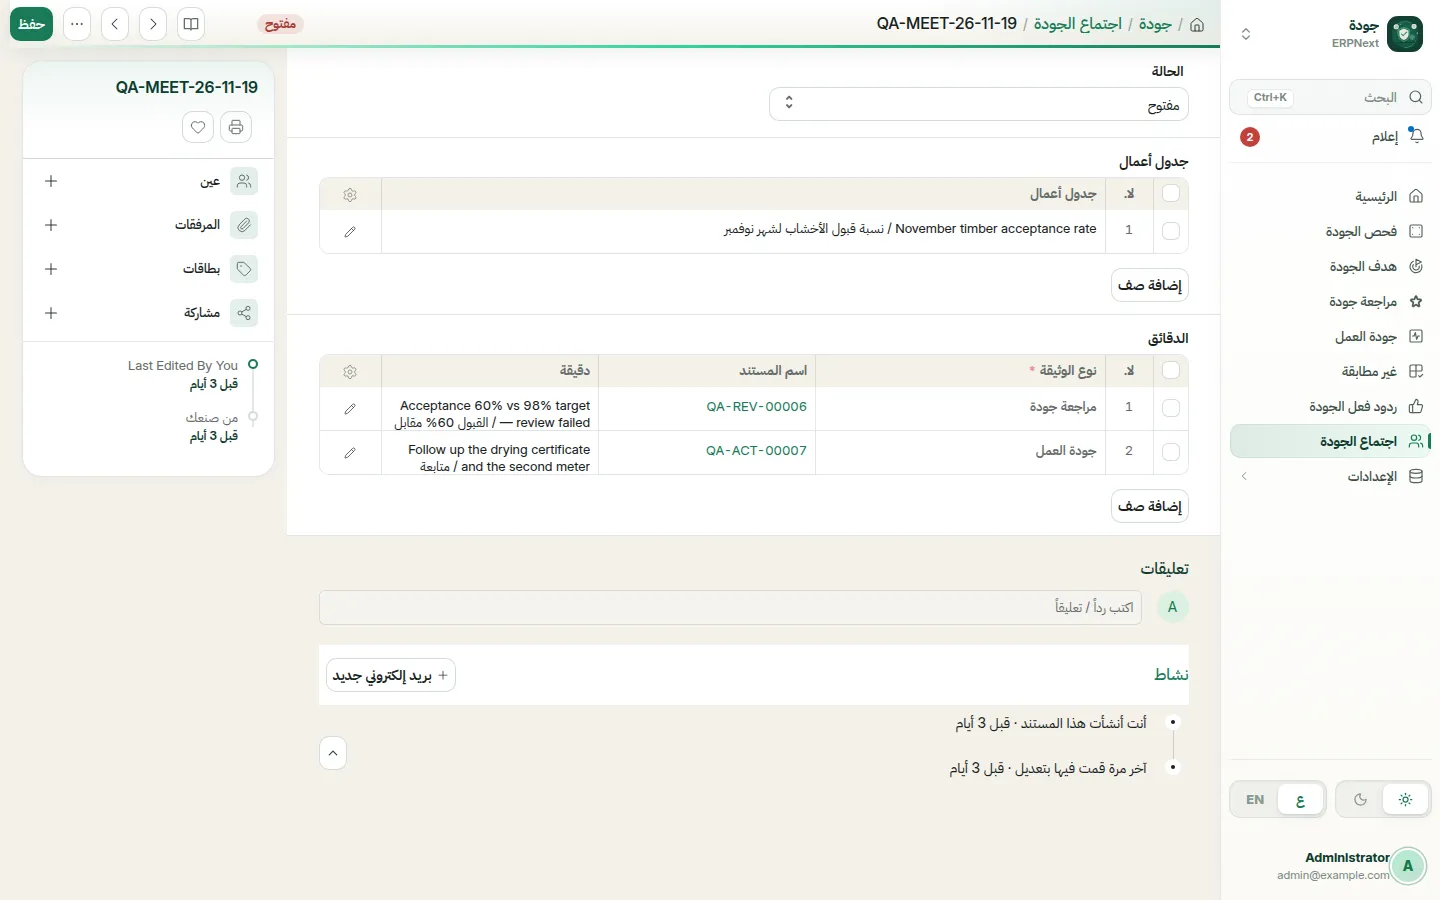 جودة
ERPNext
البحث
Ctrl+K
إعلام
2
الرئيسية
فحص الجودة
هدف الجودة
مراجعة جودة
جودة العمل
غير مطابقة
ردود فعل الجودة
اجتماع الجودة
الإعدادات
ع
EN
Administrator
admin@example.com
A
جودة / اجتماع الجودة / QA-MEET-26-11-19
مفتوح
حفظ
الحالة
مفتوح
جدول أعمال
لا.
جدول أعمال
1
November timber acceptance rate / نسبة قبول الأخشاب لشهر نوفمبر
إضافة صف
الدقائق
لا.
نوع الوثيقة *
اسم المستند
دقيقة
1
مراجعة جودة
QA-REV-00006
Acceptance 60% vs 98% target
— review failed / القبول 60% مقابل
2
جودة العمل
QA-ACT-00007
Follow up the drying certificate
and the second meter / متابعة
إضافة صف
تعليقات
A
اكتب رداً / تعليقاً
نشاط
+ بريد إلكتروني جديد
أنت أنشأت هذا المستند · قبل 3 أيام
آخر مرة قمت فيها بتعديل · قبل 3 أيام
QA-MEET-26-11-19
عين
المرفقات
بطاقات
مشاركة
Last Edited By You
قبل 3 أيام
من صنعك
قبل 3 أيام